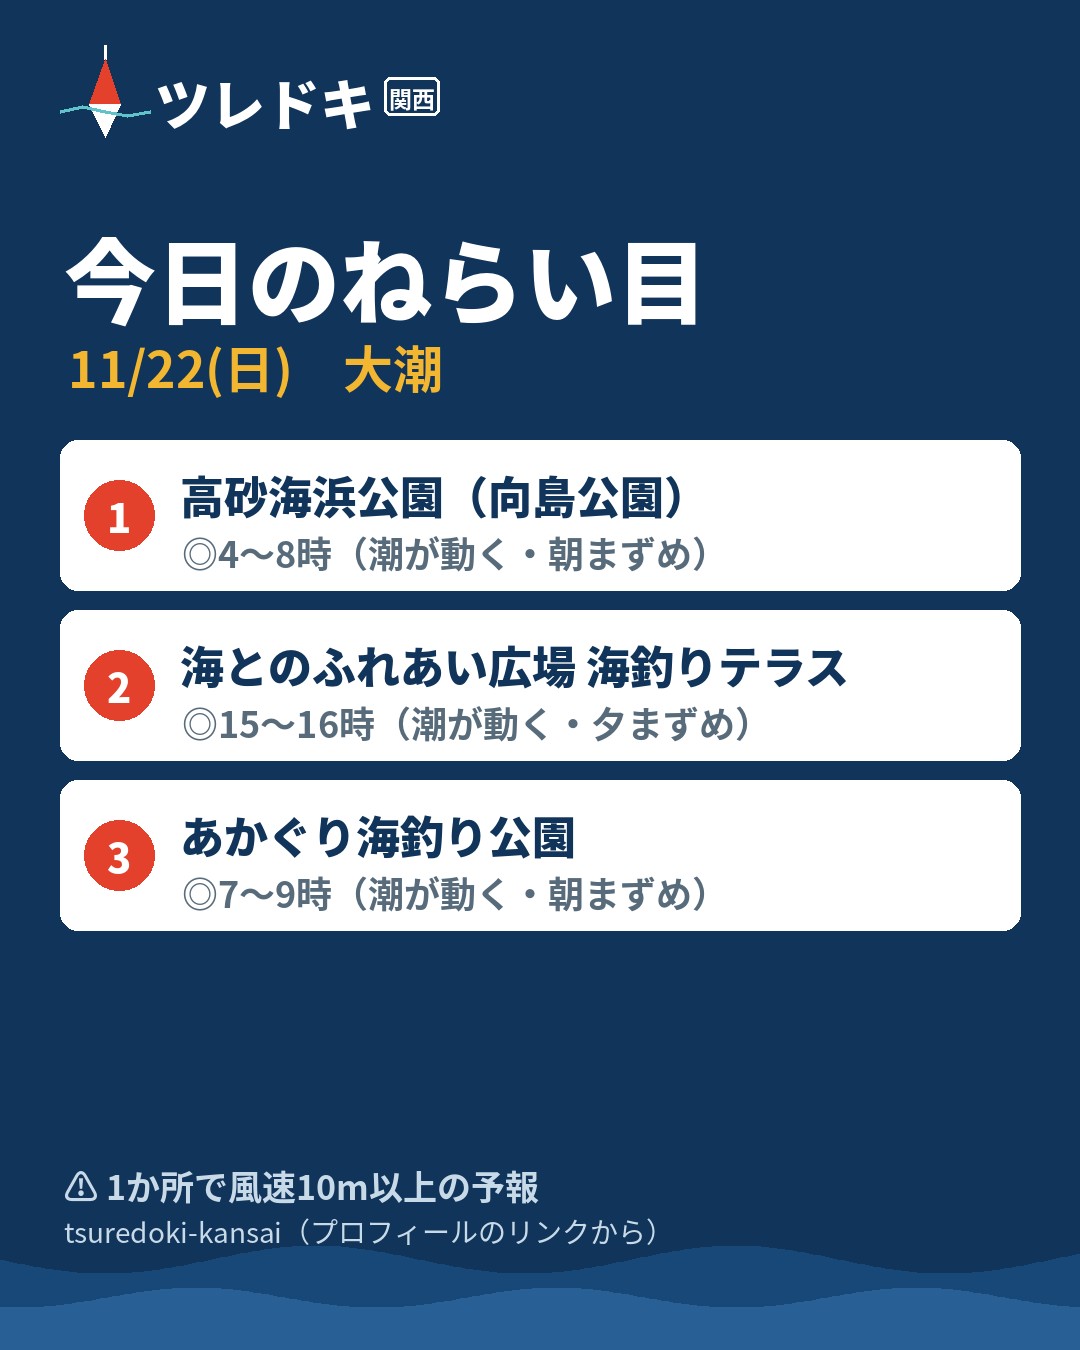 ツレドキ 関西
今日のねらい目
11/22(日) 大潮
1 高砂海浜公園（向島公園）
◎4〜8時（潮が動く・朝まずめ）
2 海とのふれあい広場 海釣りテラス
◎15〜16時（潮が動く・夕まずめ）
3 あかぐり海釣り公園
◎7〜9時（潮が動く・朝まずめ）
⚠ 1か所で風速10m以上の予報
tsuredoki-kansai（プロフィールのリンクから）